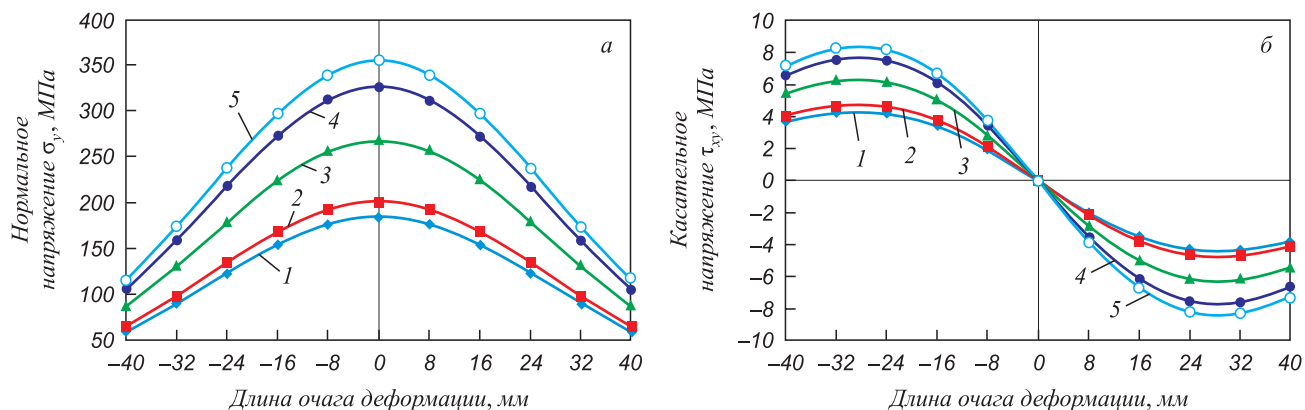 400
350
300
250
200
150
100
50
Нормальное
напряжение σy, МПа
а
5
4
3
2
1
–40 –32 –24 –16 –8 0 8 16 24 32 40
Длина очага деформации, мм
10
8
6
4
2
0
–2
–4
–6
–8
–10
Касательное
напряжение τxy, МПа
б
1
2
3
4
5
–40 –32 –24 –16 –8 0 8 16 24 32 40
Длина очага деформации, мм